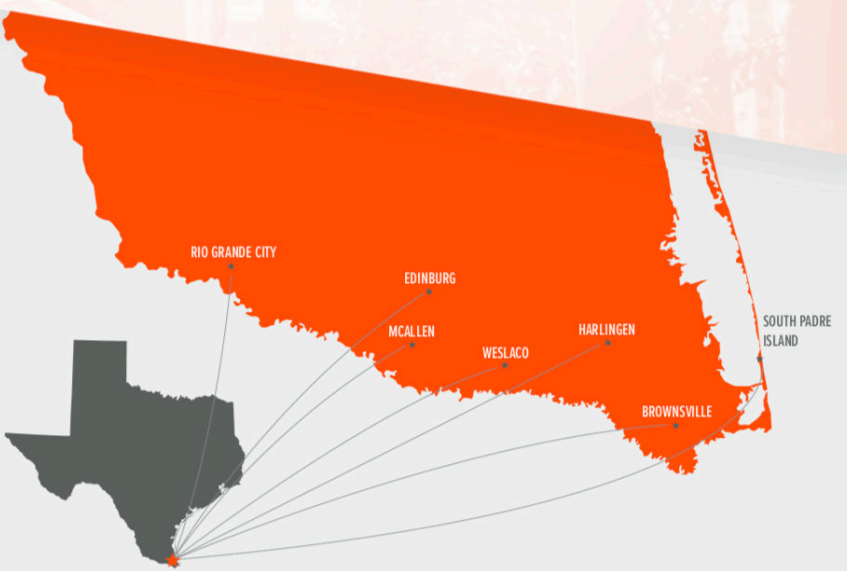 RIO GRANDE CITY
EDINBURG
MCALLEN
WESLACO
HARLINGEN
SOUTH PADRE
ISLAND
BROWNSVILLE